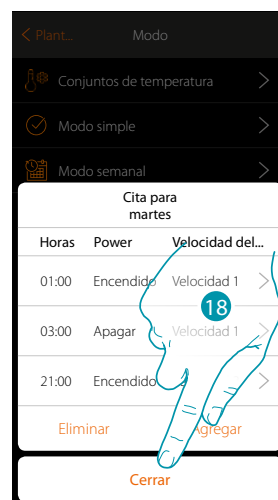 < Plant... Modo
Conjuntos de temperatura
Modo simple
Modo semanal
Cita para
martes
Horas Power Velocidad del...
01:00 Encendido Velocidad 1
18
03:00 Apagar Velocidad 1
21:00 Encendido
Eliminar Agregar
Cerrar